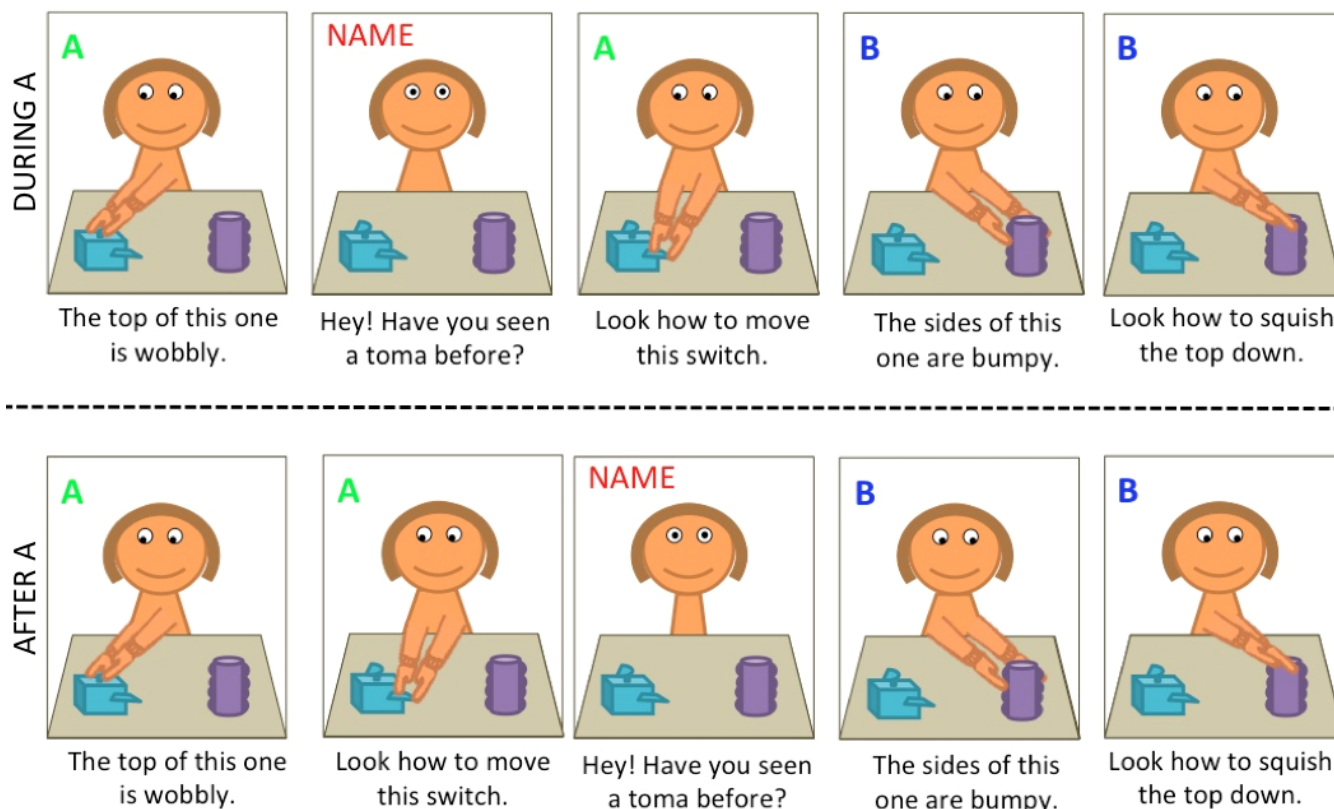 DURING A
A
NAME
A
B
B
The top of this one
is wobbly.
Hey! Have you seen
a toma before?
Look how to move
this switch.
The sides of this
one are bumpy.
Look how to squish
the top down.
AFTER A
A
A
NAME
B
B
The top of this one
is wobbly.
Look how to move
this switch.
Hey! Have you seen
a toma before?
The sides of this
one are bumpy.
Look how to squish
the top down.